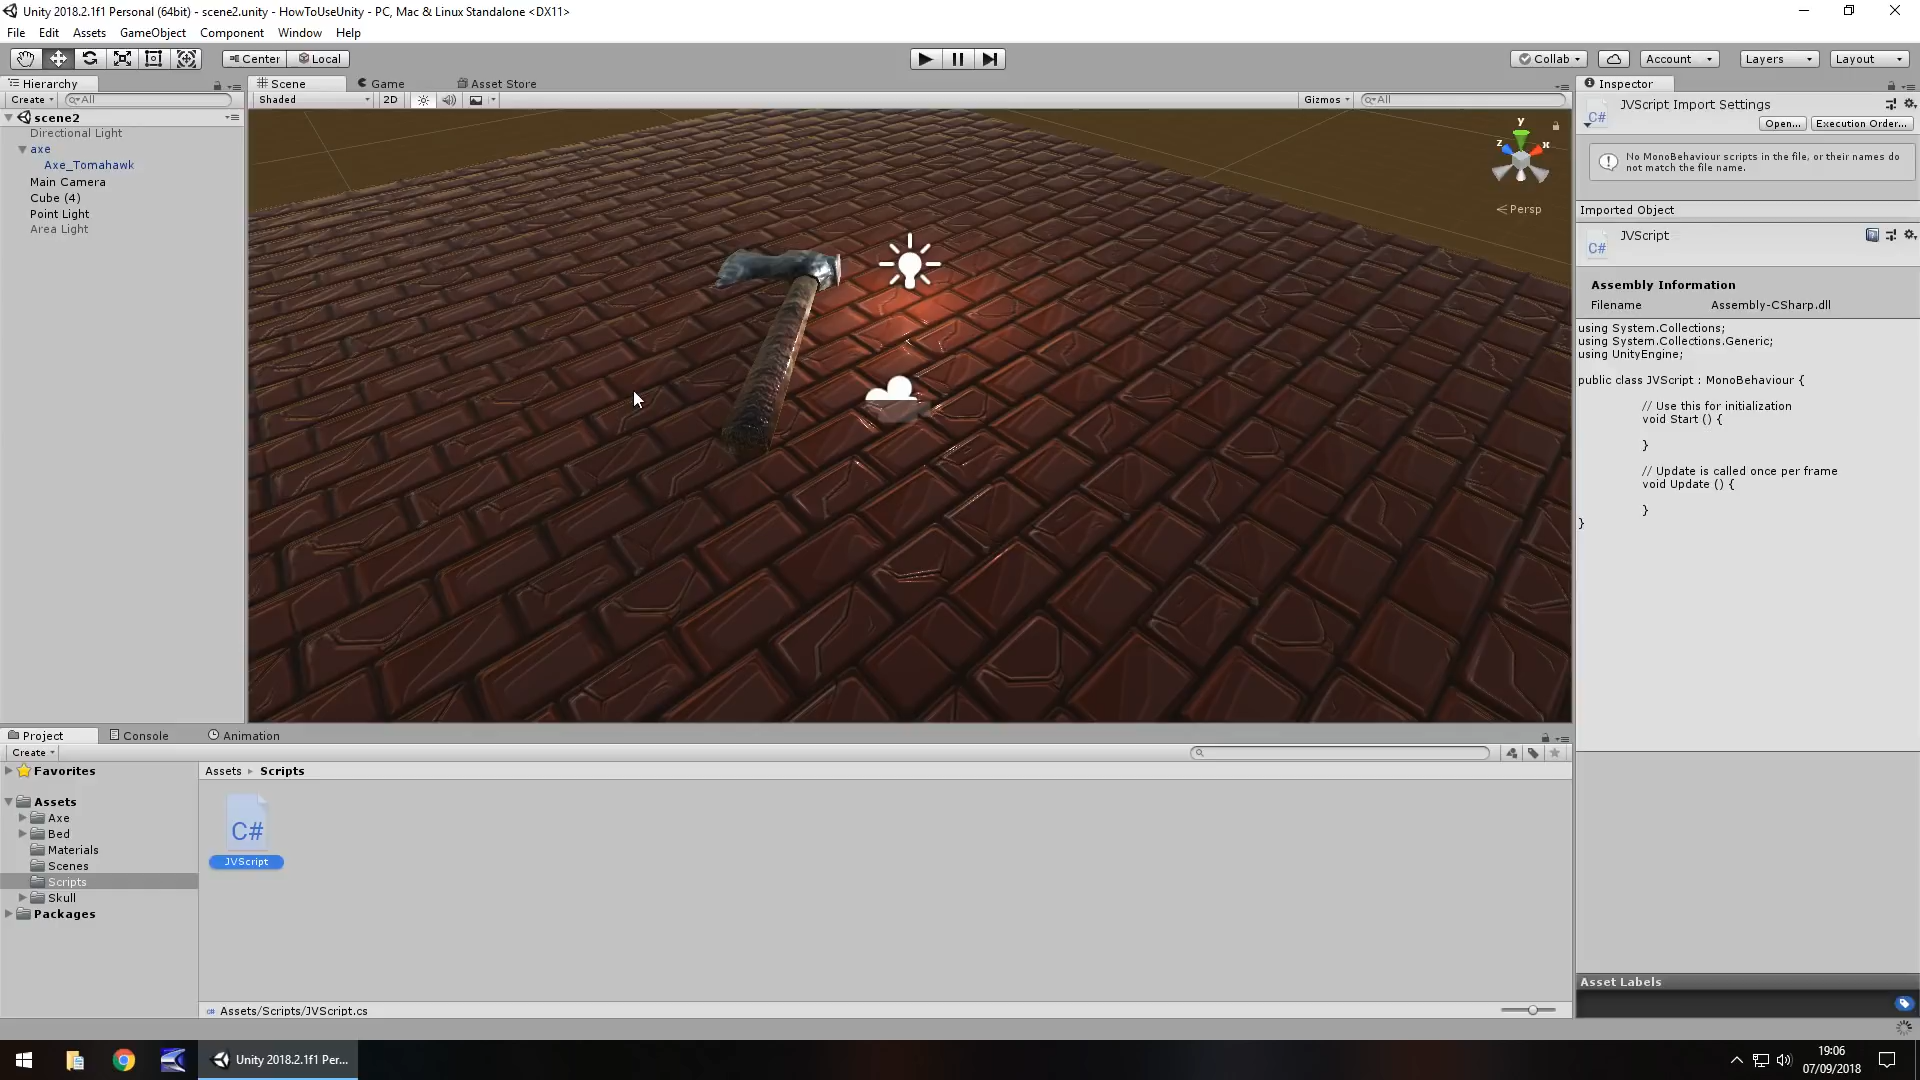 Unity 2018.2.1f1 Personal (64bit) - scene2.unity - HowToUseUnity - PC, Mac & Linux Standalone <DX11>
File Edit Assets GameObject Component Window Help
Center Local Collab Account Layers Layout
Hierarchy Scene Game Asset Store Inspector
Create All Shaded 2D Gizmos All
JVScript Import Settings
C#
Open... Execution Order...
No MonoBehaviour scripts in the file, or their names do
not match the file name.
scene2
Directional Light
axe
Axe_Tomahawk
Main Camera
Cube (4)
Point Light
Area Light
y
z x
Persp
Imported Object
C# JVScript
Assembly Information
Filename Assembly-CSharp.dll
using System.Collections;
using System.Collections.Generic;
using UnityEngine;
public class JVScript : MonoBehaviour {
// Use this for initialization
void Start () {
}
// Update is called once per frame
void Update () {
}
}
Project Console Animation
Create
Favorites
Assets
Axe
Bed
Materials
Scenes
Scripts
Skull
Packages
Assets Scripts
C#
JVScript
C# Assets/Scripts/JVScript.cs
Asset Labels
Unity 2018.2.1f1 Per...
19:06
07/09/2018